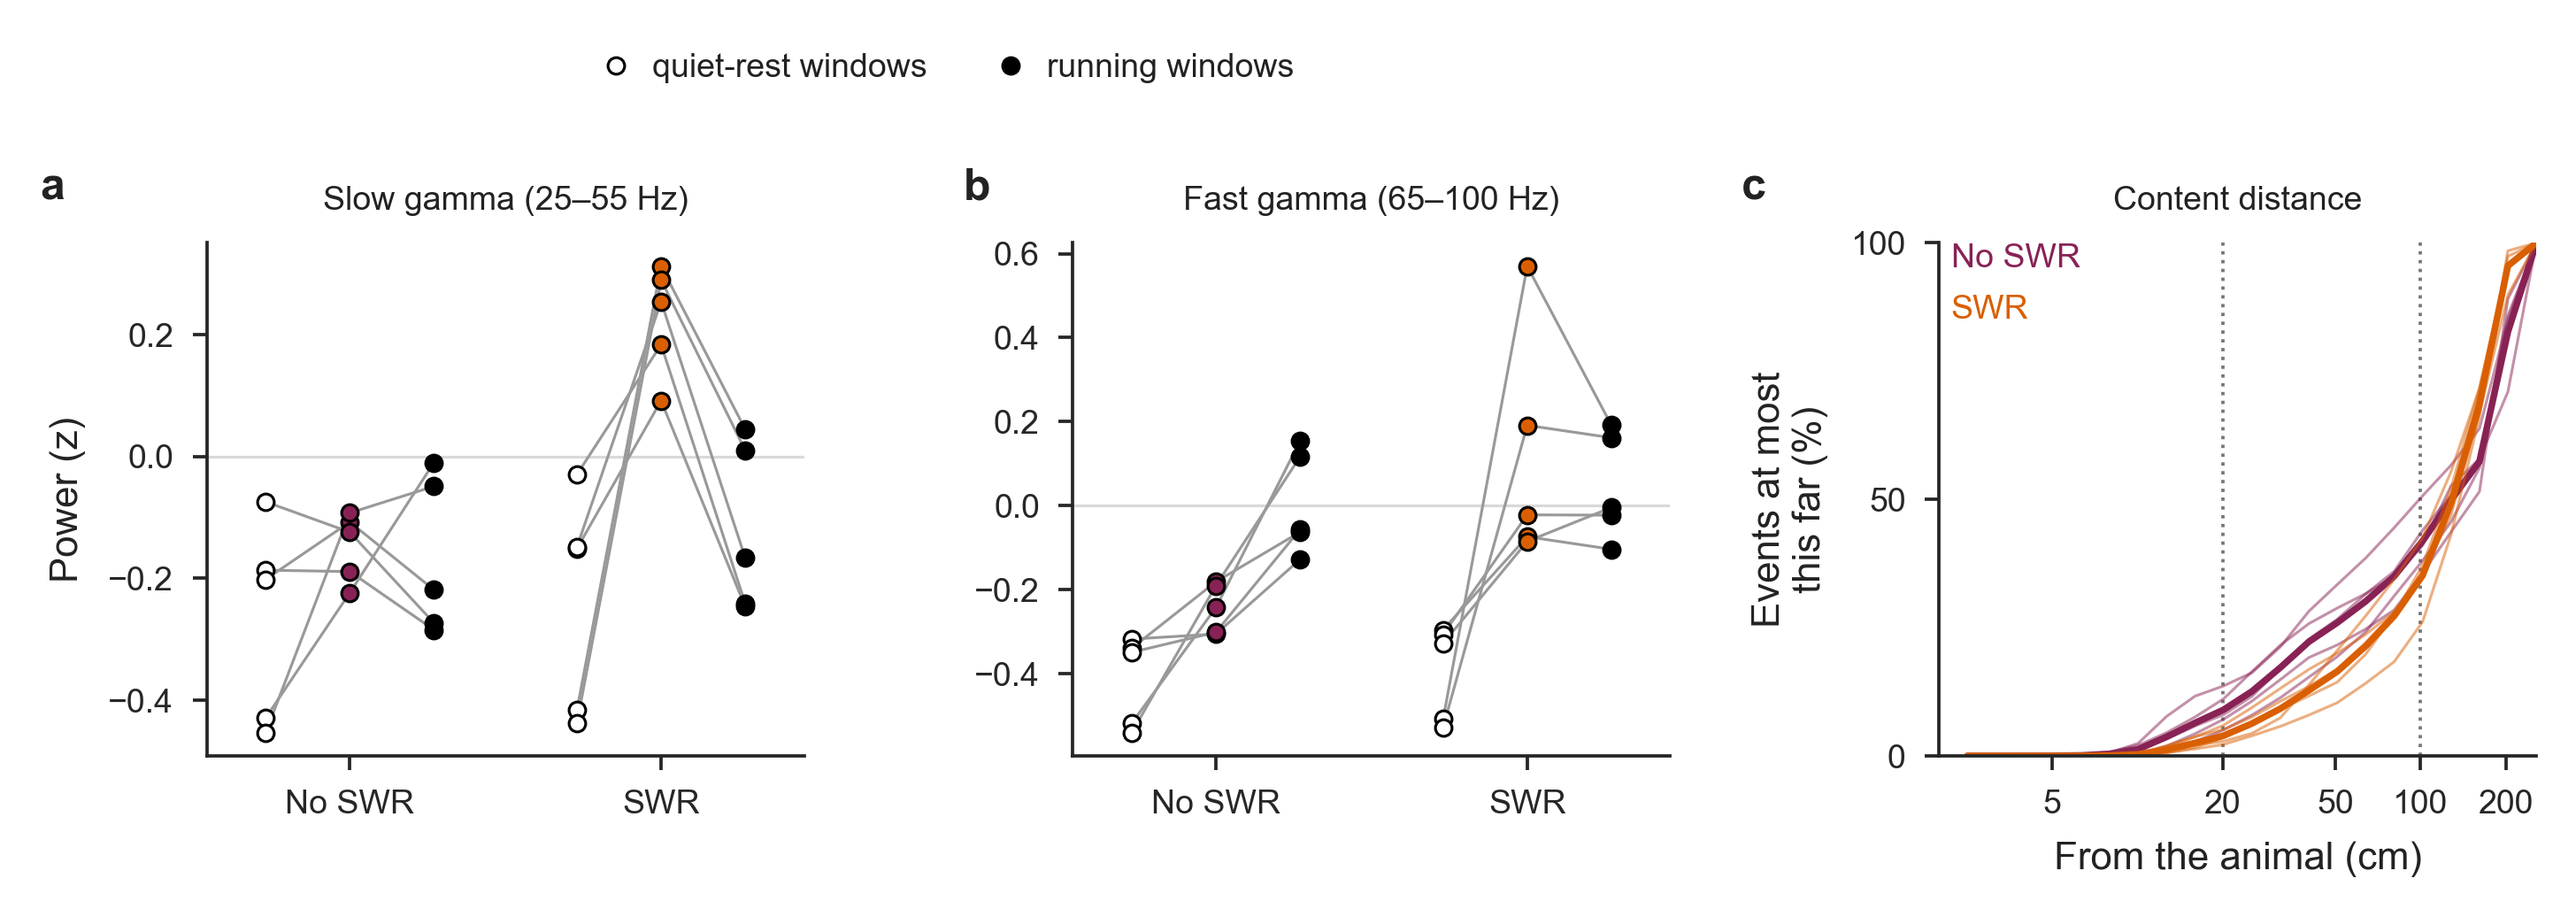 quiet-rest windows
running windows
a
Slow gamma (25–55 Hz)
Power (z)
0.2
0.0
−0.2
−0.4
No SWR
SWR
b
Fast gamma (65–100 Hz)
0.6
0.4
0.2
0.0
−0.2
−0.4
No SWR
SWR
c
Content distance
No SWR
SWR
Events at most
this far (%)
100
50
0
5
20
50
100
200
From the animal (cm)